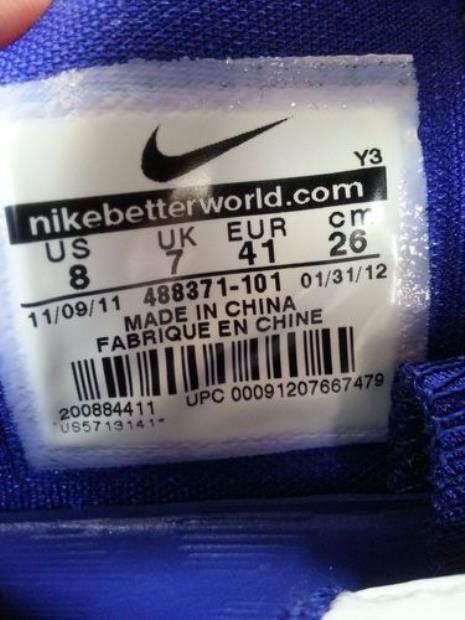 Y3
nikebetterworld.com
US UK EUR cm
8 7 41 26
11/09/11 488371-101 01/31/12
MADE IN CHINA
FABRIQUE EN CHINE
200884411 UPC 00091207667479
"US5713141"